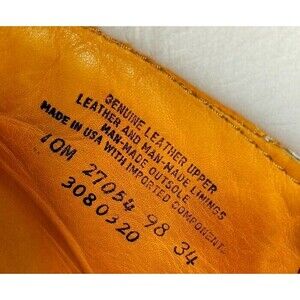 GENUINE LEATHER UPPER
LEATHER AND MAN-MADE LININGS
MAN-MADE OUTSOLE
MADE IN USA WITH IMPORTED COMPONENT
10M 27054 98 34
3080320